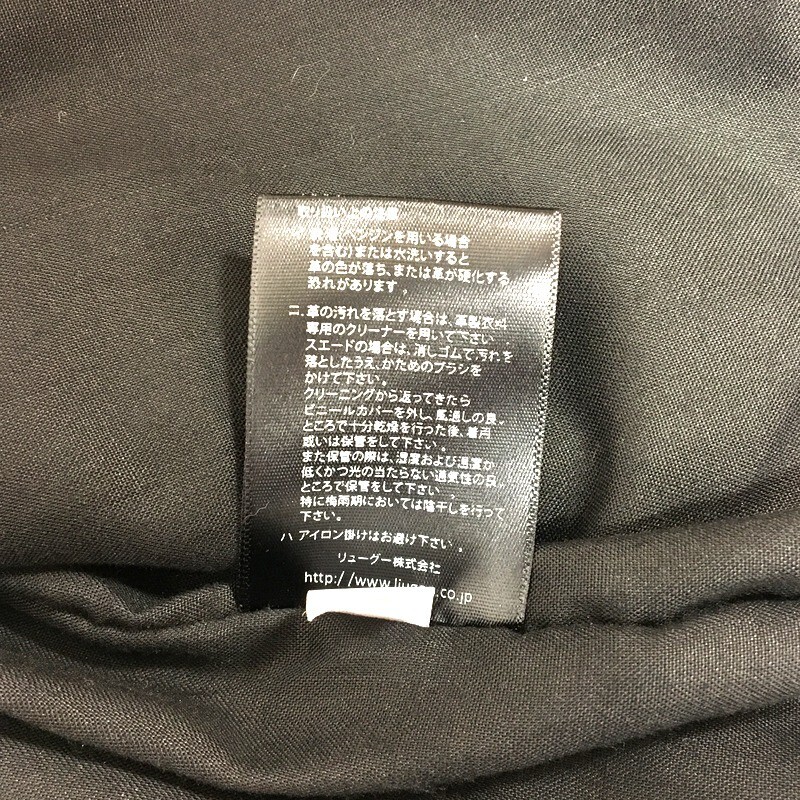 取り扱い上の注意
(ベンジンを用いる場合
を含む)または水洗いすると
革の色が落ち、または革が硬化する
恐れがあります。
ニ. 革の汚れを落とす場合は、革製衣料
専用のクリーナーを用いて下さい
スエードの場合は、消しゴムで汚れを
落としたうえ、かためのブラシを
かけて下さい。
クリーニングから返ってきたら
ビニールカバーを外し、風通しの良い
ところで十分乾燥を行った後、着用
或いは保管をして下さい。
また保管の際は、湿度および温度が
低くかつ光の当たらない通気性の良い
ところで保管をして下さい
特に梅雨期においては陰干しを行って
下さい。
ハ アイロン掛けはお避け下さい。
リューグー株式会社
http://www.liugoo.co.jp